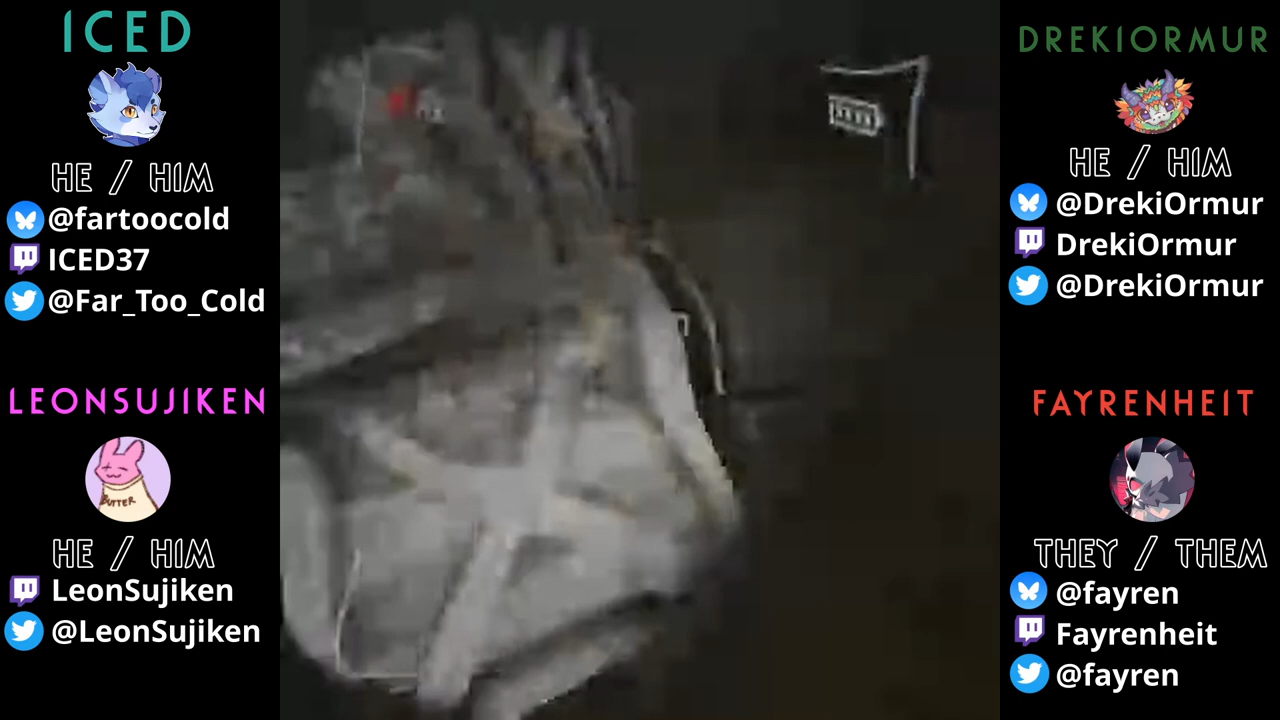 ICED
HE / HIM
@fartoocold
ICED37
@Far_Too_Cold
LEONSUJIKEN
BUTTER
HE / HIM
LeonSujiken
@LeonSujiken
DREKIORMUR
HE / HIM
@DrekiOrmur
DrekiOrmur
@DrekiOrmur
FAYRENHEIT
THEY / THEM
@fayren
Fayrenheit
@fayren